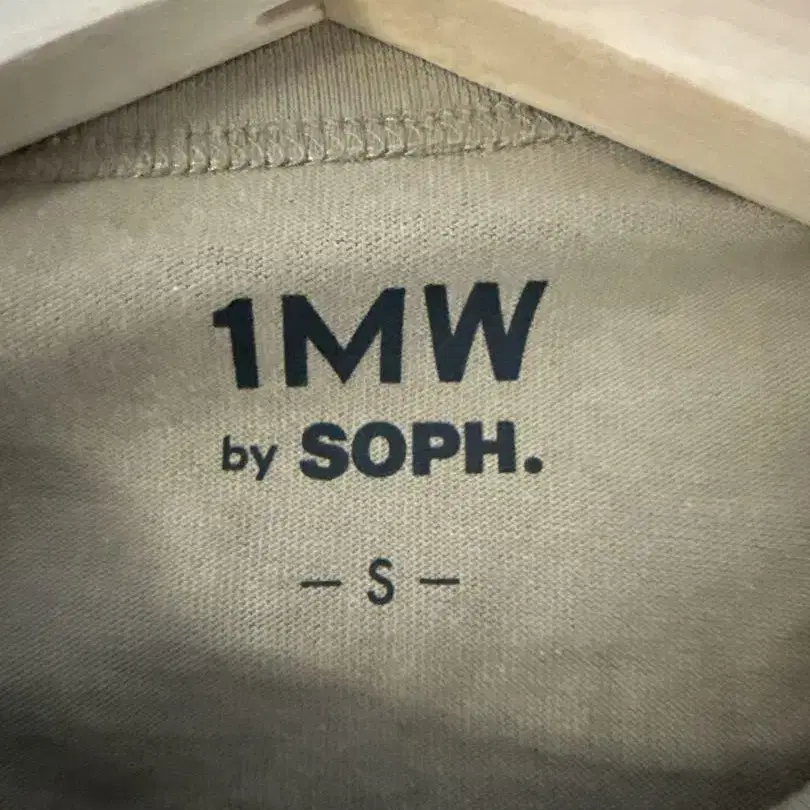 1MW
by SOPH.
– S –